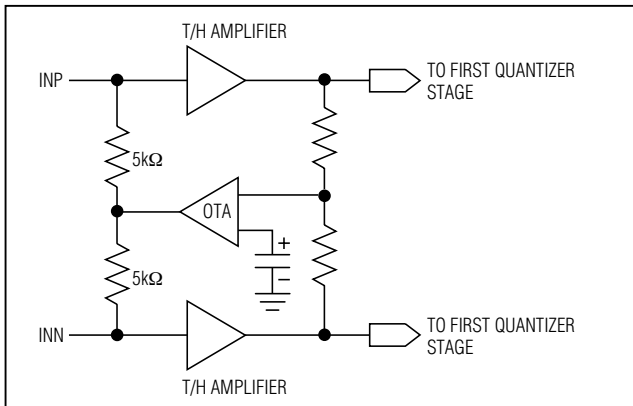 T/H AMPLIFIER
INP
TO FIRST QUANTIZER
STAGE
5kΩ
OTA
+
−
5kΩ
INN
TO FIRST QUANTIZER
STAGE
T/H AMPLIFIER